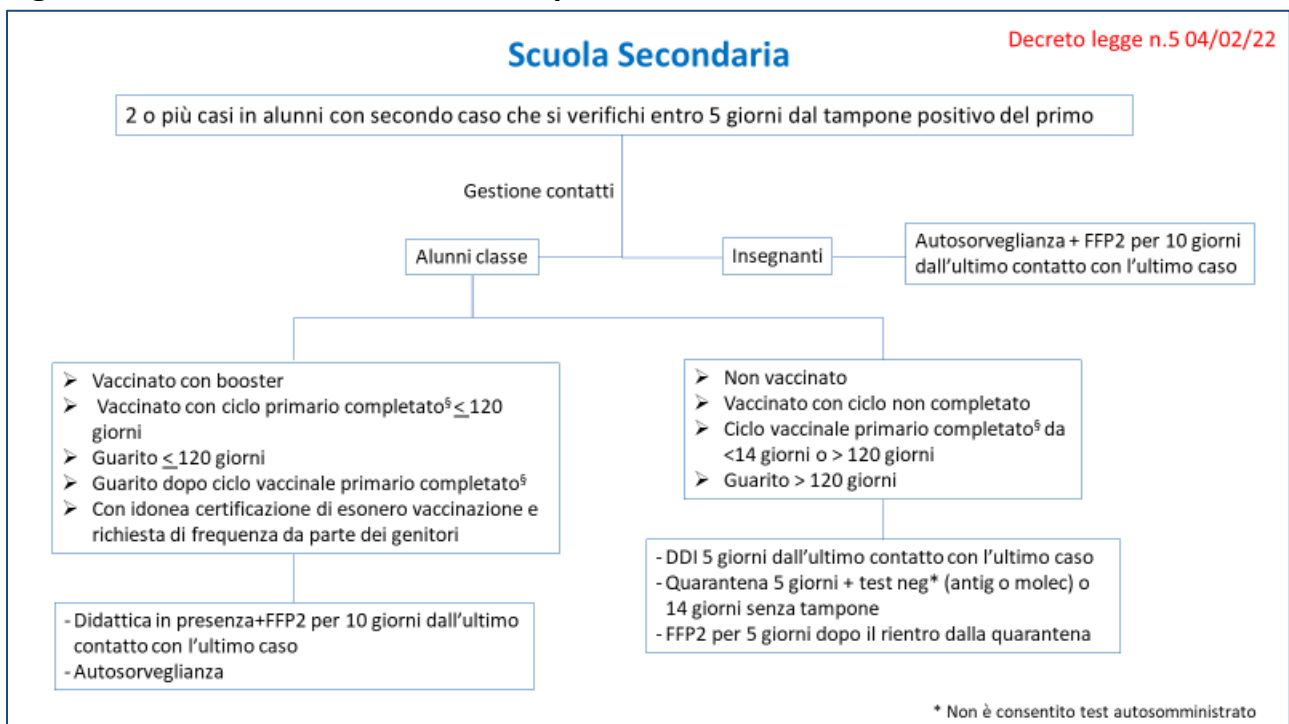 Decreto legge n.5 04/02/22
Scuola Secondaria
2 o più casi in alunni con secondo caso che si verifichi entro 5 giorni dal tampone positivo del primo
Gestione contatti
Alunni classe
Insegnanti
Autosorveglianza + FFP2 per 10 giorni
dall'ultimo contatto con l'ultimo caso
➢ Vaccinato con booster
➢ Vaccinato con ciclo primario completato§ ≤ 120
giorni
➢ Guarito ≤ 120 giorni
➢ Guarito dopo ciclo vaccinale primario completato§
➢ Con idonea certificazione di esonero vaccinazione e
richiesta di frequenza da parte dei genitori
➢ Non vaccinato
➢ Vaccinato con ciclo non completato
➢ Ciclo vaccinale primario completato§ da
<14 giorni o > 120 giorni
➢ Guarito > 120 giorni
- Didattica in presenza+FFP2 per 10 giorni dall'ultimo
contatto con l'ultimo caso
- Autosorveglianza
- DDI 5 giorni dall'ultimo contatto con l'ultimo caso
- Quarantena 5 giorni + test neg* (antig o molec) o
14 giorni senza tampone
- FFP2 per 5 giorni dopo il rientro dalla quarantena
* Non è consentito test autosomministrato